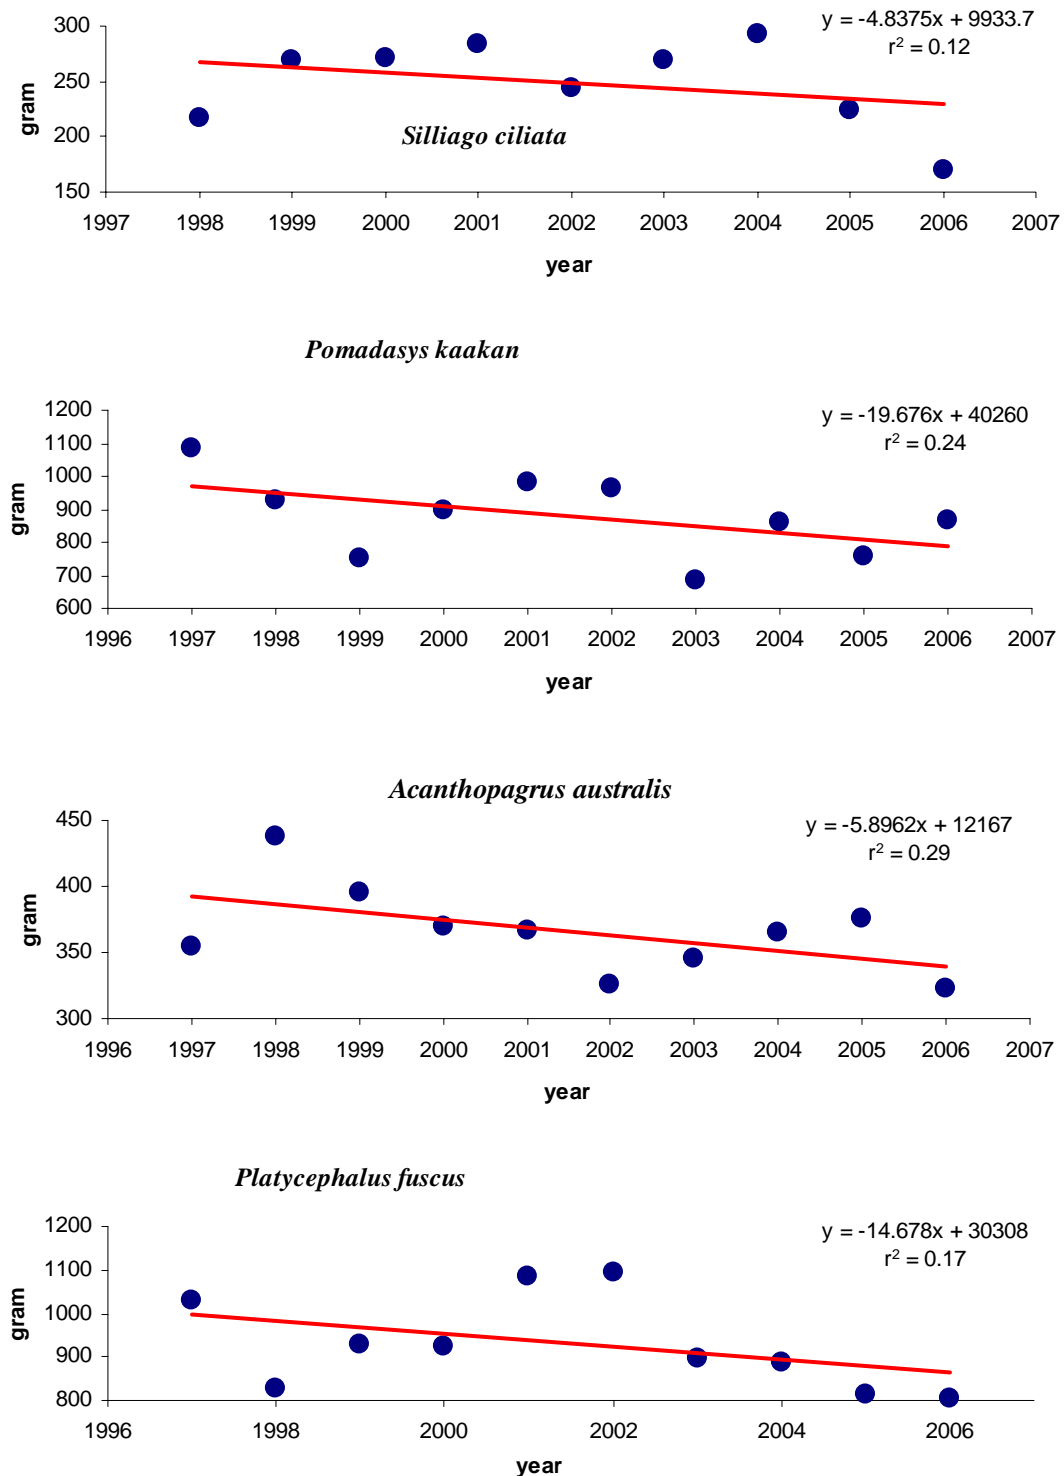 y = -4.8375x + 9933.7
r² = 0.12
300
250
200
150
gram
Silliago ciliata
1997 1998 1999 2000 2001 2002 2003 2004 2005 2006 2007
year
Pomadasys kaakan
y = -19.676x + 40260
r² = 0.24
1200
1100
1000
900
800
700
600
gram
1996 1997 1998 1999 2000 2001 2002 2003 2004 2005 2006 2007
year
Acanthopagrus australis
y = -5.8962x + 12167
r² = 0.29
450
400
350
300
gram
1996 1997 1998 1999 2000 2001 2002 2003 2004 2005 2006 2007
year
Platycephalus fuscus
y = -14.678x + 30308
r² = 0.17
1200
1100
1000
900
800
gram
1996 1998 2000 2002 2004 2006
year